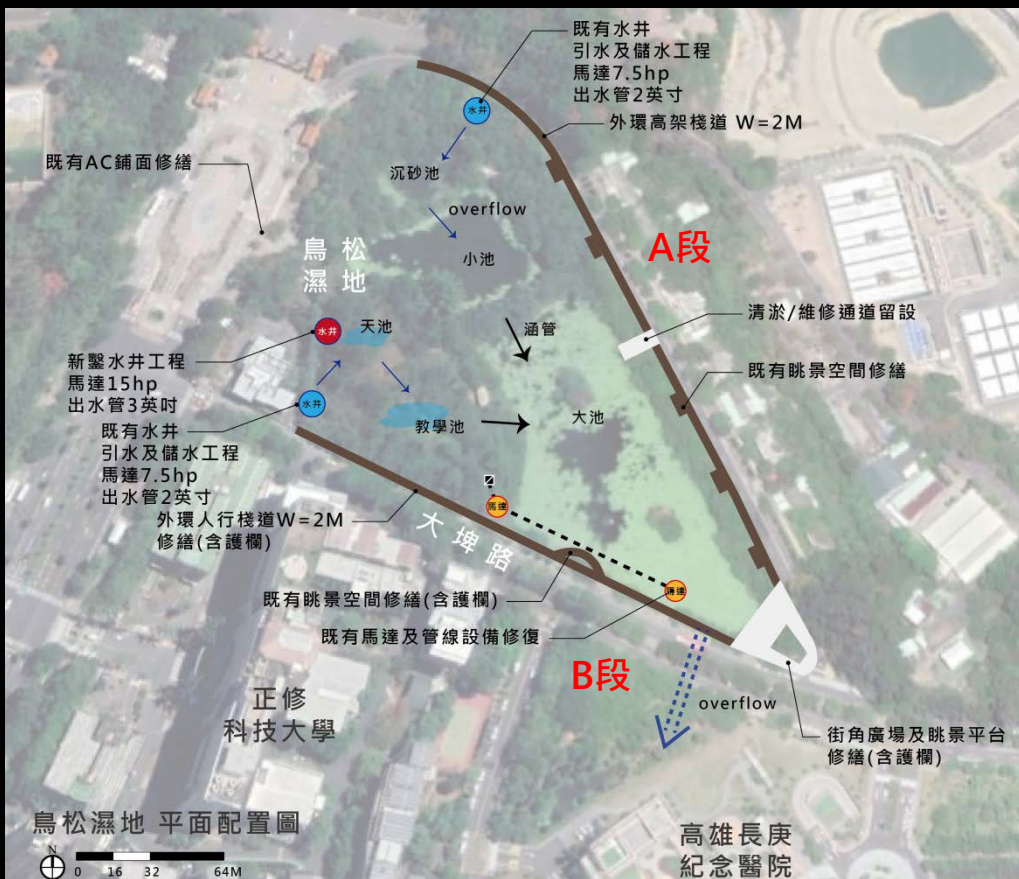 既有水井
引水及儲水工程
馬達7.5hp
出水管2英寸
水井
外環高架棧道 W=2M
既有AC鋪面修繕
沉砂池
overflow
A段
鳥松
濕地
小池
清淤/維修通道留設
水井
天池
涵管
新鑿水井工程
馬達15hp
出水管3英吋
既有眺景空間修繕
水井
教學池
大池
既有水井
引水及儲水工程
馬達7.5hp
出水管2英寸
外環人行棧道W=2M
修繕(含護欄)
馬達
大埤路
既有眺景空間修繕(含護欄)
馬達
既有馬達及管線設備修復
B段
overflow
正修
科技大學
街角廣場及眺景平台
修繕(含護欄)
鳥松濕地 平面配置圖
高雄長庚
紀念醫院
N
0 16 32 64M